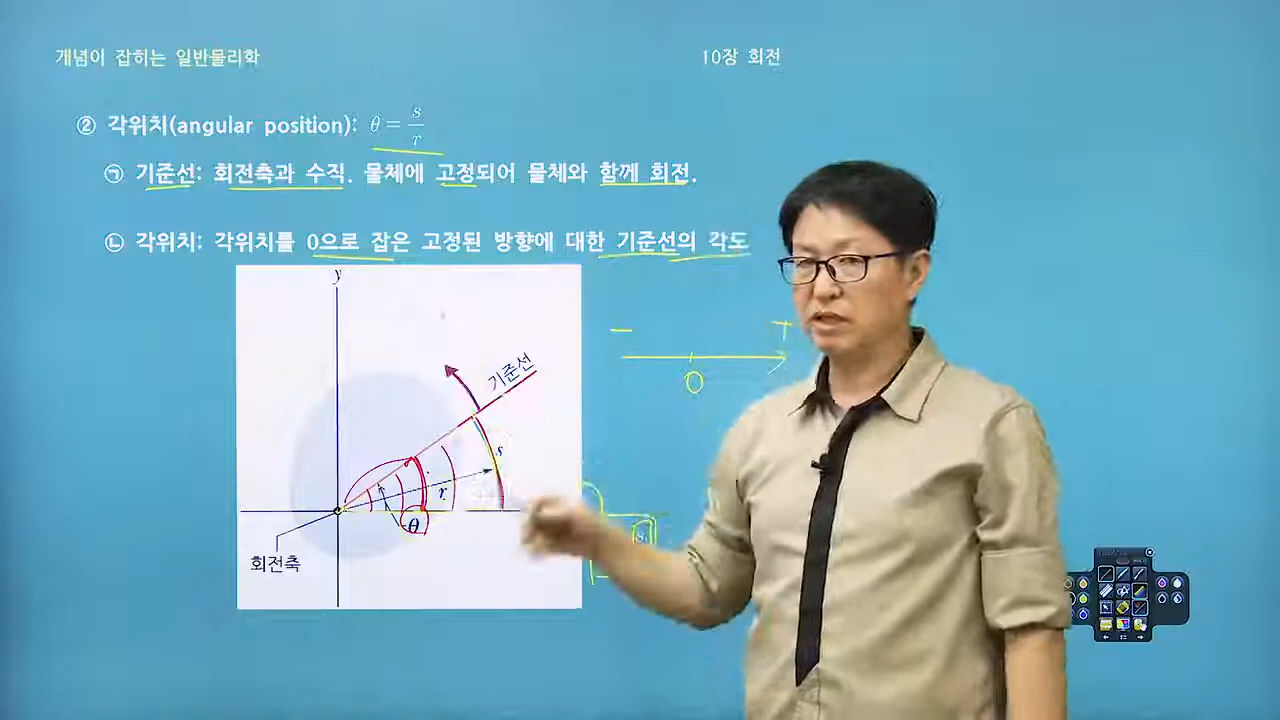 개념이 잡히는 일반물리학
10장 회전
② 각위치(angular position): θ = s/r
㉠ 기준선: 회전축과 수직. 물체에 고정되어 물체와 함께 회전.
㉡ 각위치: 각위치를 0으로 잡은 고정된 방향에 대한 기준선의 각도
y
기준선
s
r
θ
회전축
− +
0
s